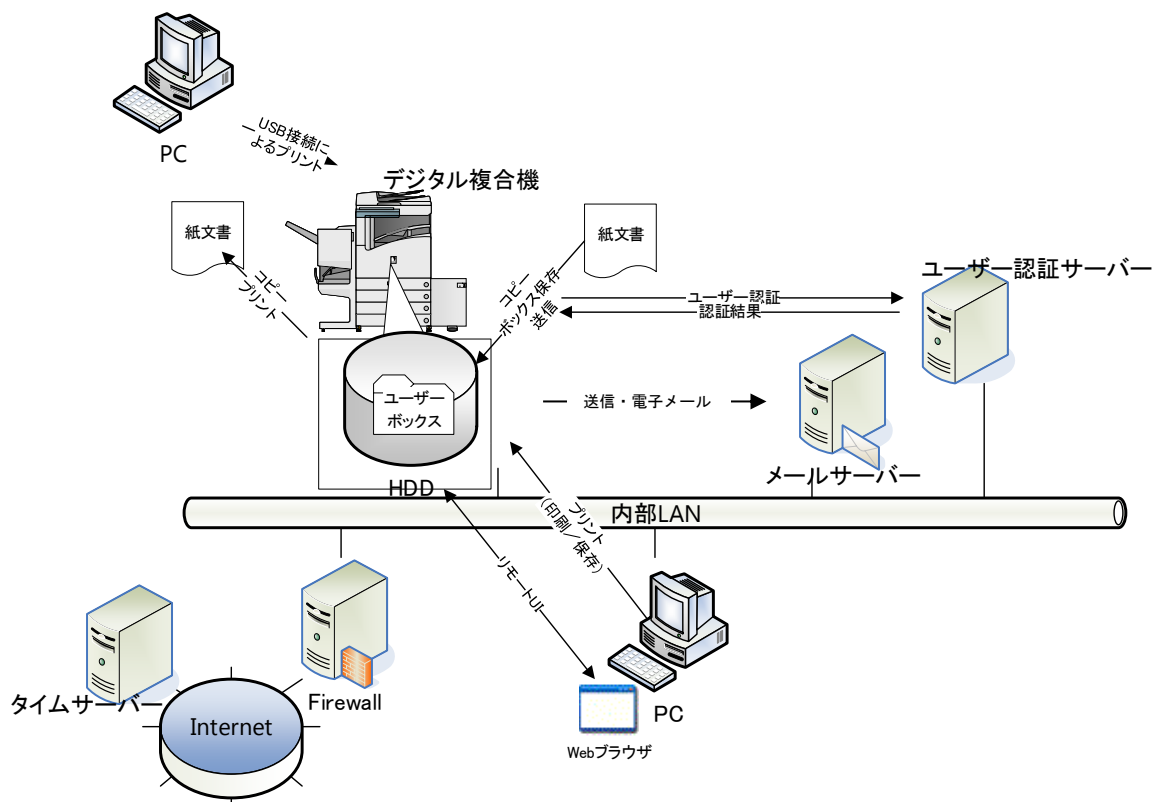 PC
USB接続に
よるプリント
デジタル複合機
紙文書
コピー
プリント
紙文書
コピー
ボックス保存
送信
ユーザー認証
認証結果
ユーザー認証サーバー
ユーザー
ボックス
送信・電子メール
メールサーバー
HDD
内部LAN
プリント
(印刷／保存)
リモートUI
タイムサーバー
Internet
Firewall
PC
Webブラウザ